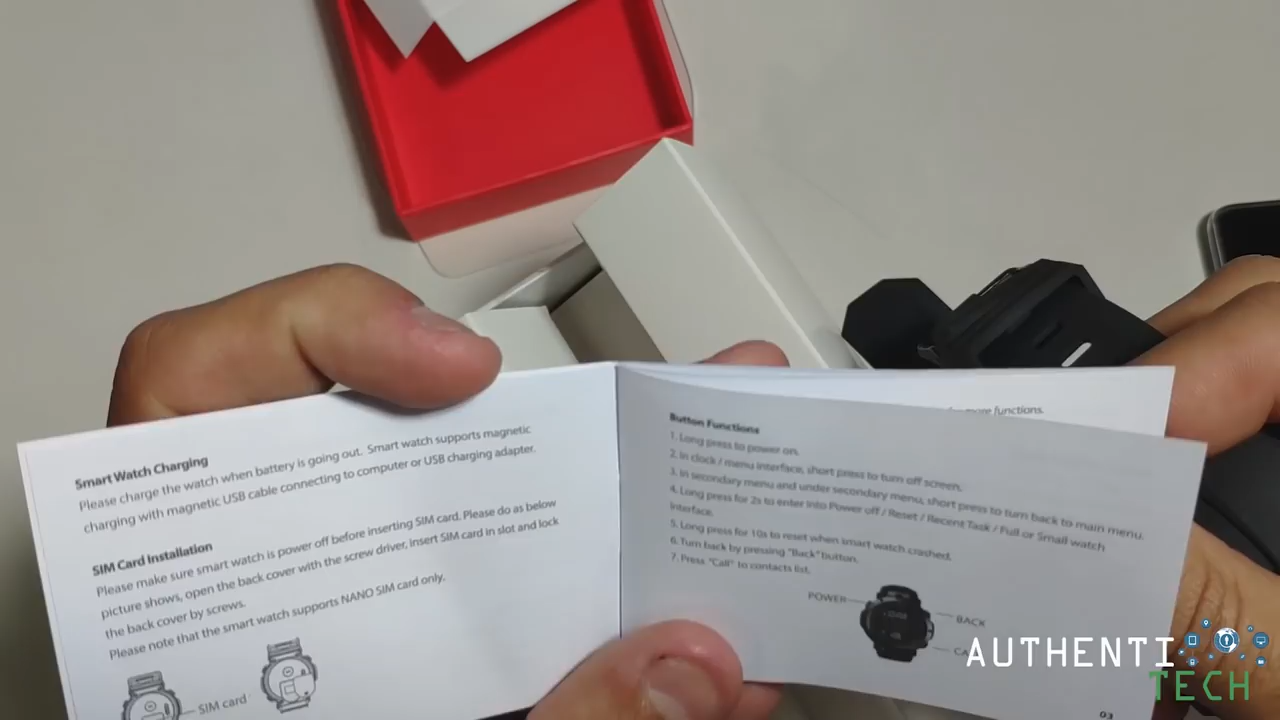 Smart Watch Charging
Please charge the watch when battery is going out. Smart watch supports magnetic
charging with magnetic USB cable connecting to computer or USB charging adapter.
SIM Card Installation
Please make sure smart watch is power off before inserting SIM card. Please do as below
picture shows, open the back cover with the screw driver, insert SIM card in slot and lock
the back cover by screws.
Please note that the smart watch supports NANO SIM card only.
SIM card
more functions.
Button Functions
1. Long press to power on.
2. In clock / menu interface, short press to turn off screen.
3. In secondary menu and under secondary menu, short press to turn back to main menu.
4. Long press for 2s to enter into Power off / Reset / Recent Task / Full or Small watch
interface.
5. Long press for 10s to reset when smart watch crashed.
6. Turn back by pressing "Back" button.
7. Press "Call" to contacts list.
POWER
BACK
03
AUTHENTI
TECH